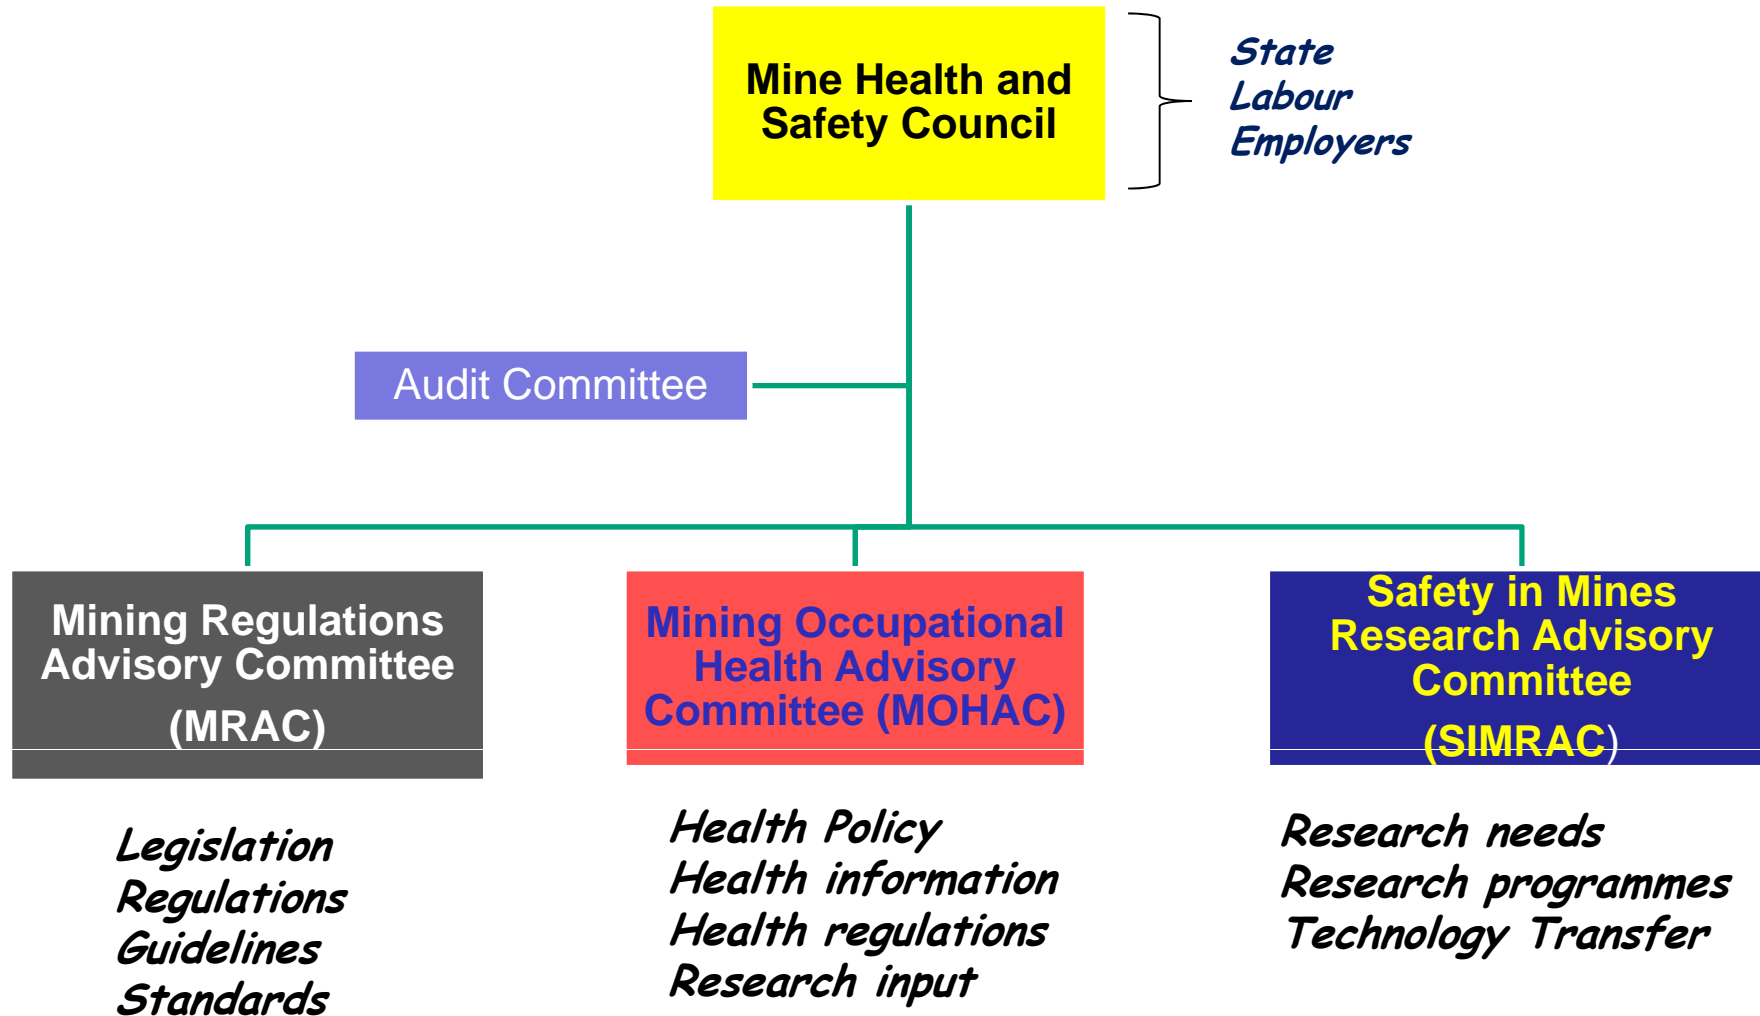 Mine Health and
Safety Council
State
Labour
Employers
Audit Committee
Mining Regulations
Advisory Committee
(MRAC)
Mining Occupational
Health Advisory
Committee (MOHAC)
Safety in Mines
Research Advisory
Committee
(SIMRAC)
Legislation
Regulations
Guidelines
Standards
Health Policy
Health information
Health regulations
Research input
Research needs
Research programmes
Technology Transfer